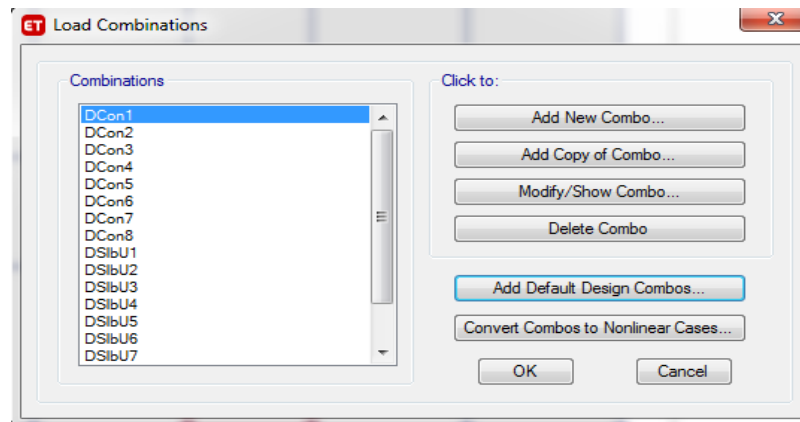 ET Load Combinations
Combinations
DCon1
DCon2
DCon3
DCon4
DCon5
DCon6
DCon7
DCon8
DSlbU1
DSlbU2
DSlbU3
DSlbU4
DSlbU5
DSlbU6
DSlbU7
Click to:
Add New Combo...
Add Copy of Combo...
Modify/Show Combo...
Delete Combo
Add Default Design Combos...
Convert Combos to Nonlinear Cases...
OK Cancel